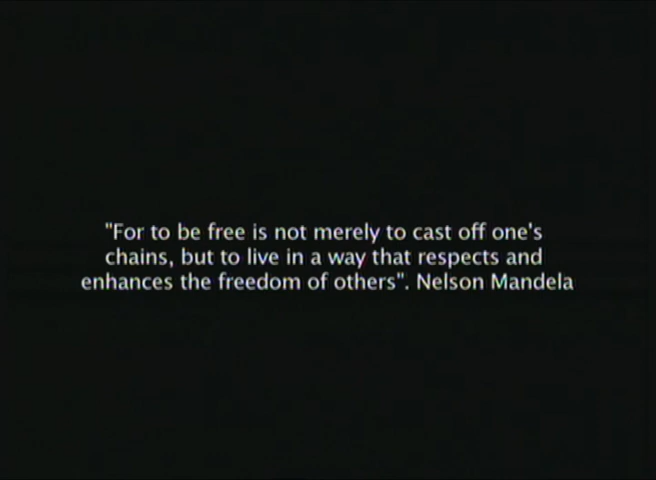 "For to be free is not merely to cast off one's
chains, but to live in a way that respects and
enhances the freedom of others". Nelson Mandela